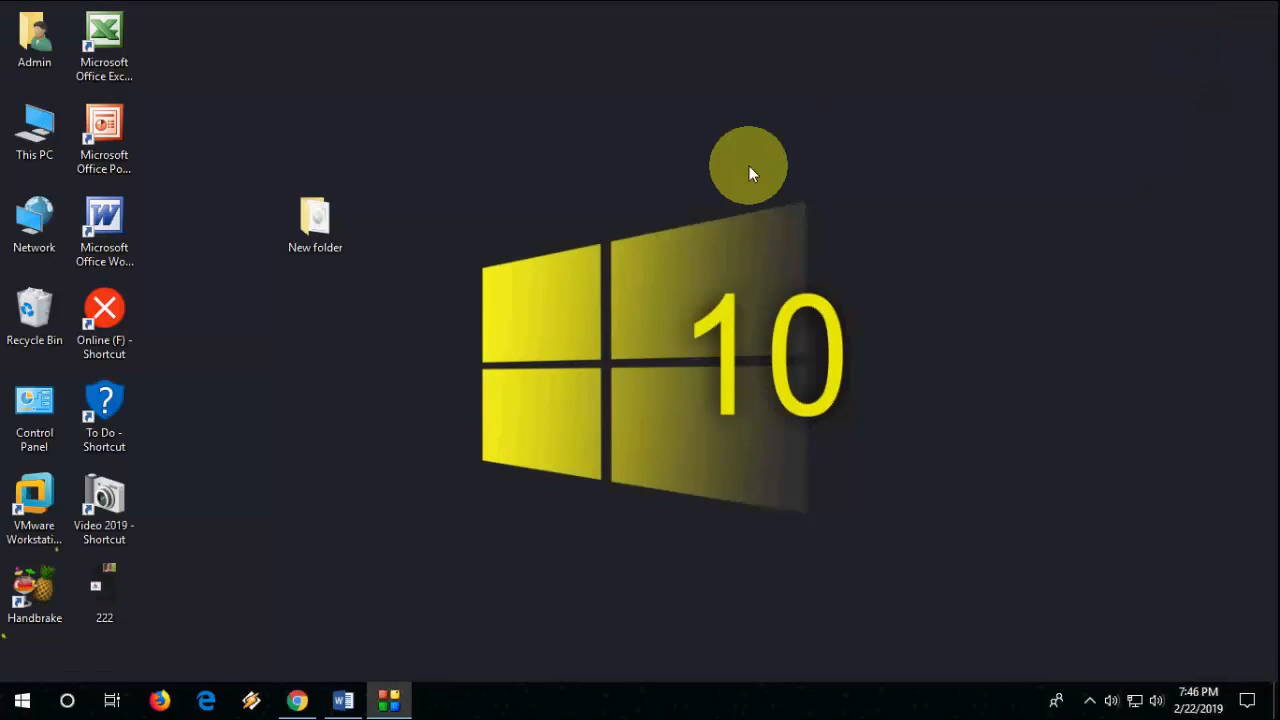 Admin
Microsoft
Office Exc...
This PC
Microsoft
Office Po...
Network
Microsoft
Office Wo...
New folder
Recycle Bin
Online (F) -
Shortcut
Control
Panel
To Do -
Shortcut
VMware
Workstati...
Video 2019 -
Shortcut
Handbrake
222
10
7:46 PM
2/22/2019